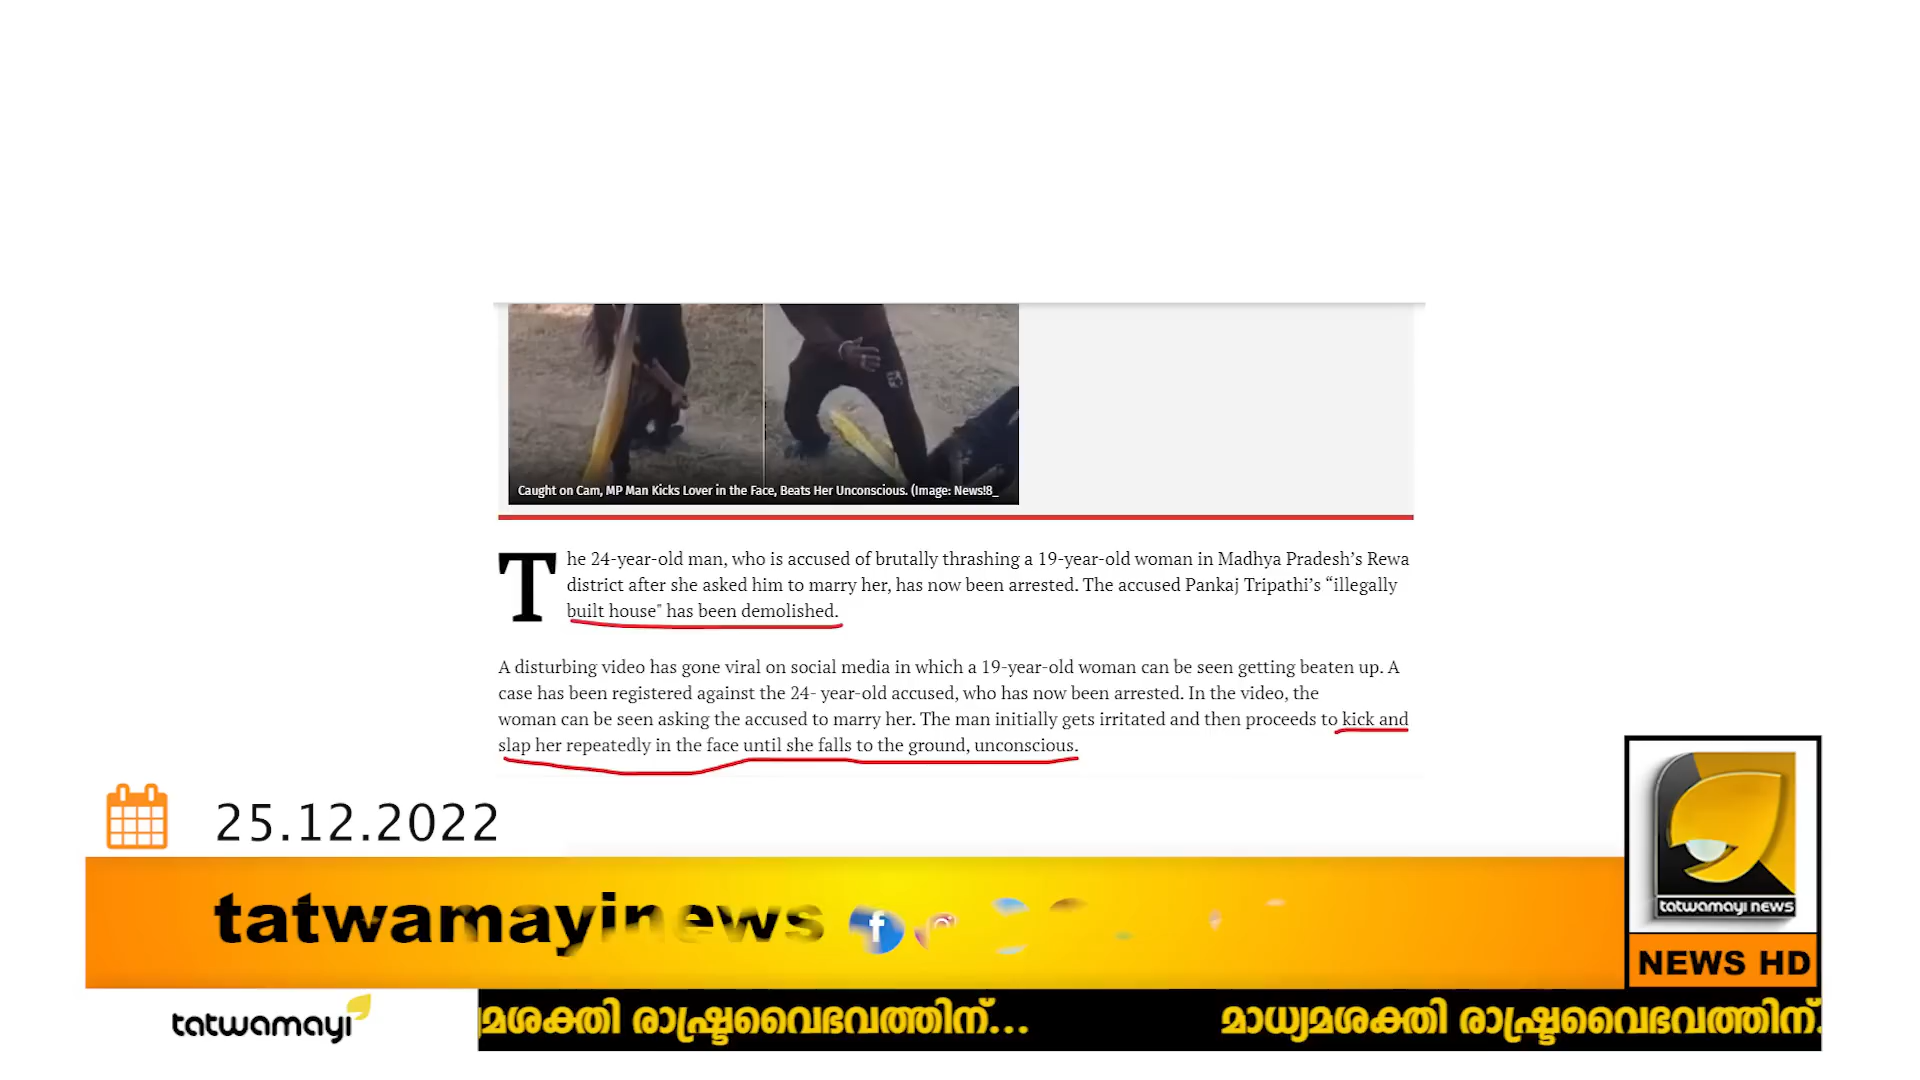 Caught on Cam, MP Man Kicks Lover in the Face, Beats Her Unconscious. (Image: News!8_
The 24-year-old man, who is accused of brutally thrashing a 19-year-old woman in Madhya Pradesh’s Rewa
district after she asked him to marry her, has now been arrested. The accused Pankaj Tripathi’s “illegally
built house" has been demolished.
A disturbing video has gone viral on social media in which a 19-year-old woman can be seen getting beaten up. A
case has been registered against the 24- year-old accused, who has now been arrested. In the video, the
woman can be seen asking the accused to marry her. The man initially gets irritated and then proceeds to kick and
slap her repeatedly in the face until she falls to the ground, unconscious.
25.12.2022
tatwamayinews
tatwamayi news
NEWS HD
tatwamayi
മശക്തി രാഷ്ട്രവൈഭവത്തിന്... മാധ്യമശക്തി രാഷ്ട്രവൈഭവത്തിന്.